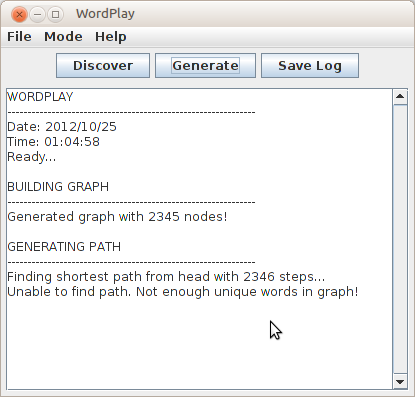 WordPlay
File Mode Help
Discover Generate Save Log
WORDPLAY
--------------------------------------------------------------
Date: 2012/10/25
Time: 01:04:58
Ready...
BUILDING GRAPH
--------------------------------------------------------------
Generated graph with 2345 nodes!
GENERATING PATH
--------------------------------------------------------------
Finding shortest path from head with 2346 steps...
Unable to find path. Not enough unique words in graph!